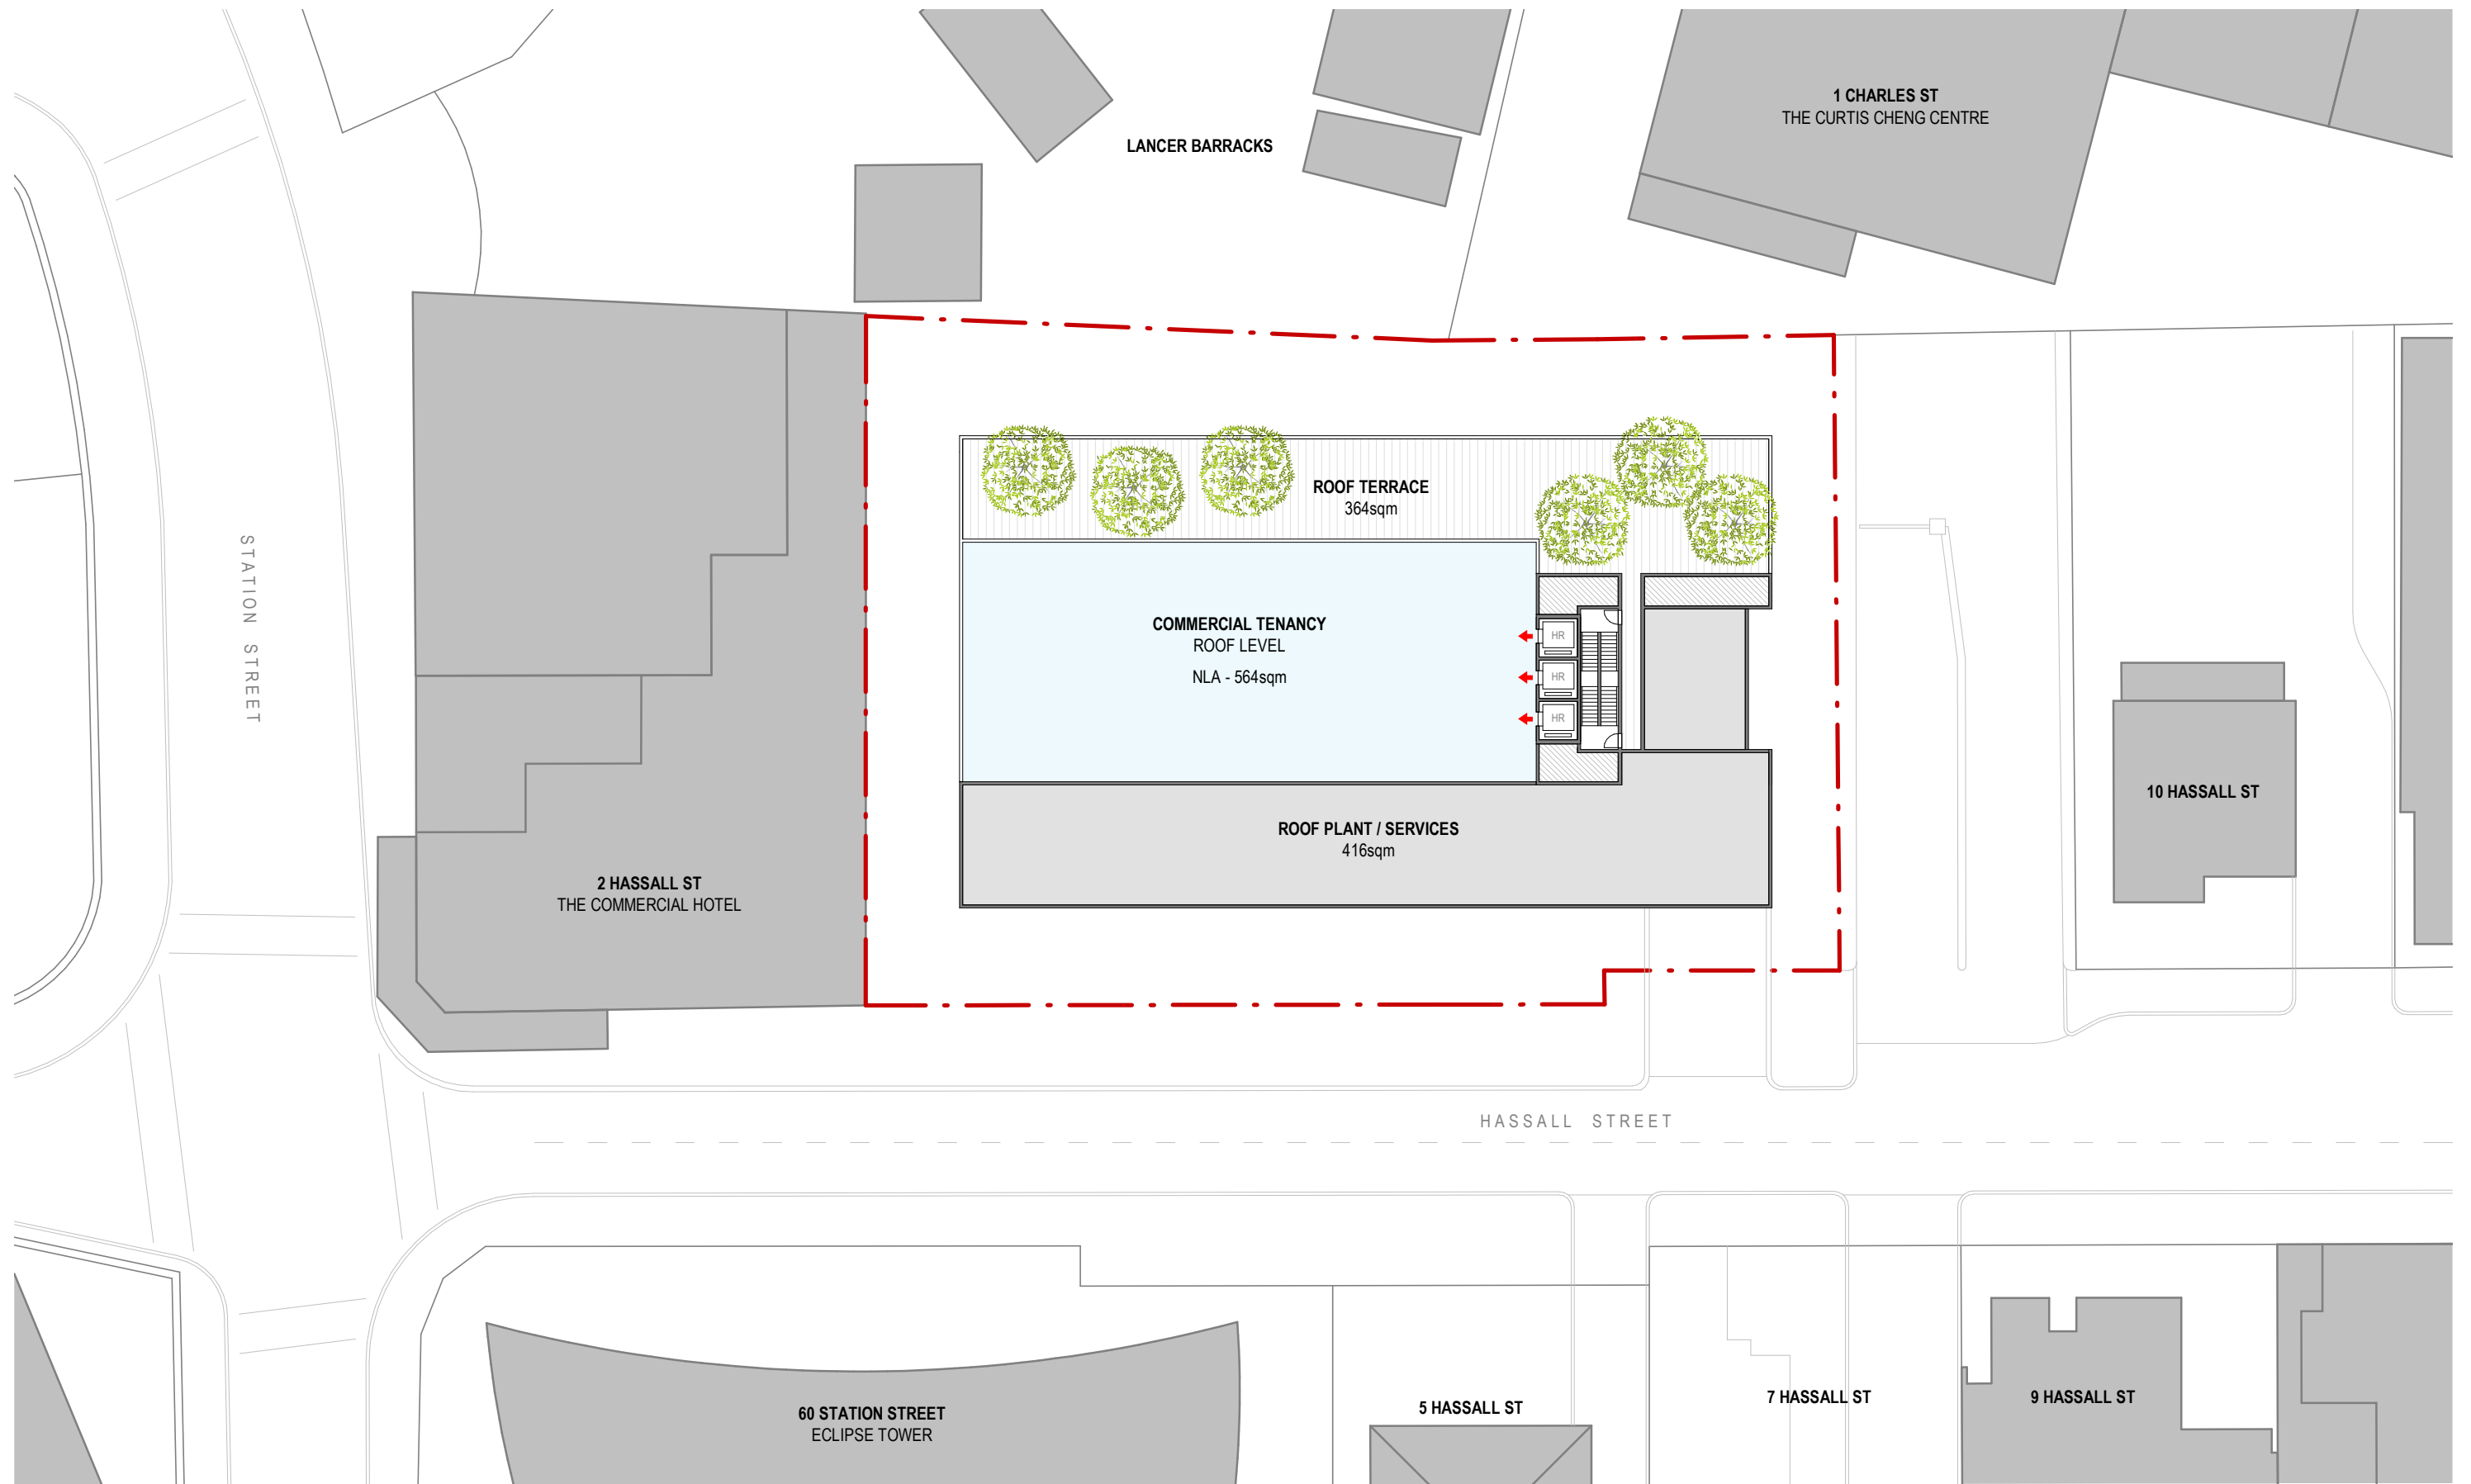 1 CHARLES ST
THE CURTIS CHENG CENTRE
LANCER BARRACKS
ROOF TERRACE
364sqm
STATION STREET
COMMERCIAL TENANCY
ROOF LEVEL
NLA - 564sqm
HR
HR
HR
10 HASSALL ST
ROOF PLANT / SERVICES
416sqm
2 HASSALL ST
THE COMMERCIAL HOTEL
HASSALL STREET
60 STATION STREET
ECLIPSE TOWER
5 HASSALL ST
7 HASSALL ST
9 HASSALL ST